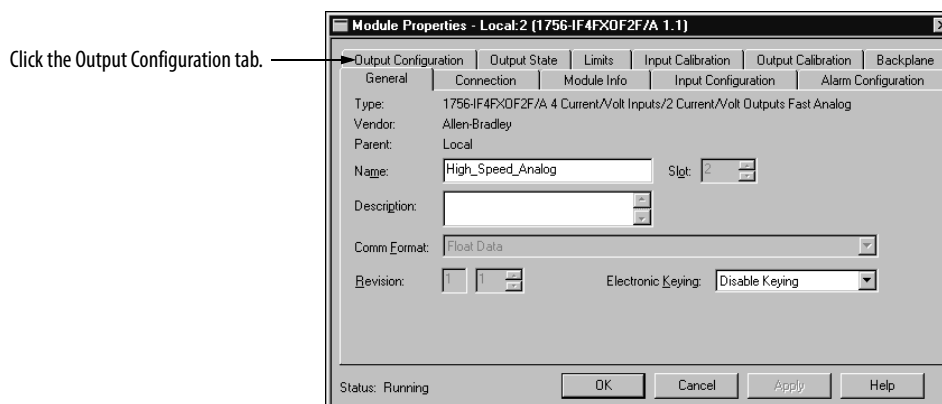 Module Properties - Local:2 (1756-IF4FXOF2F/A 1.1)
Click the Output Configuration tab.
Output Configuration Output State Limits Input Calibration Output Calibration Backplane
General Connection Module Info Input Configuration Alarm Configuration
Type: 1756-IF4FXOF2F/A 4 Current/Volt Inputs/2 Current/Volt Outputs Fast Analog
Vendor: Allen-Bradley
Parent: Local
Name: High_Speed_Analog Slot: 2
Description:
Comm Format: Float Data
Revision: 1 1 Electronic Keying: Disable Keying
Status: Running OK Cancel Apply Help